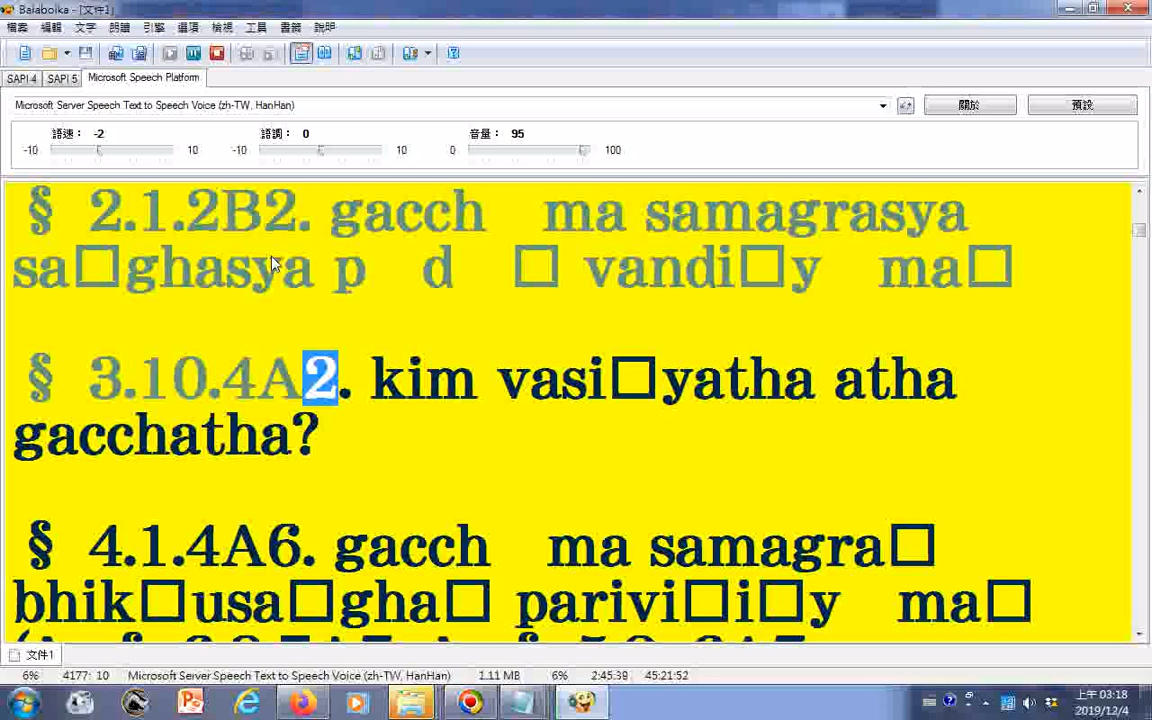 Balabolka - [文件1]
檔案 編輯 文字 朗讀 引擎 選項 檢視 工具 書籤 說明
SAPI 4 SAPI 5 Microsoft Speech Platform
Microsoft Server Speech Text to Speech Voice (zh-TW, HanHan) 關於 預設
語速： -2 語調： 0 音量： 95
-10 10 -10 10 0 100
§ 2.1.2B2. gacch ma samagrasya
sa□ghasya p d □ vandi□y ma□
§ 3.10.4A2. kim vasi□yatha atha
gacchatha?
§ 4.1.4A6. gacch ma samagra□
bhik□usa□gha□ parivi□i□y ma□
文件1
6% 4177: 10 Microsoft Server Speech Text to Speech Voice (zh-TW, HanHan) 1.11 MB 6% 2:45:39 45:21:52
上午 03:18
2019/12/4